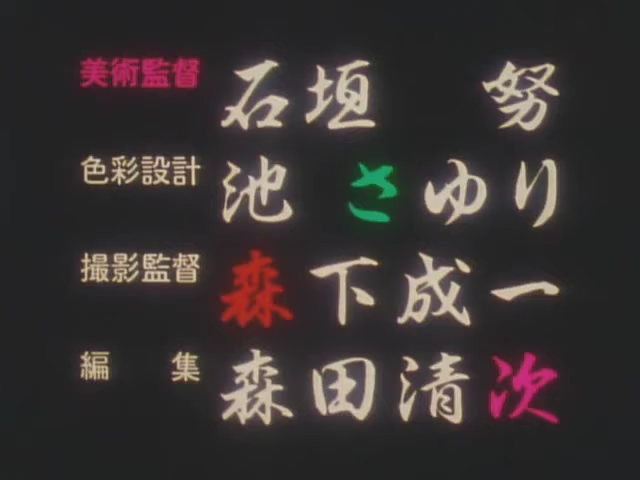 美術監督 石垣 努
色彩設計 池 さゆり
撮影監督 森下成一
編集 森田清次